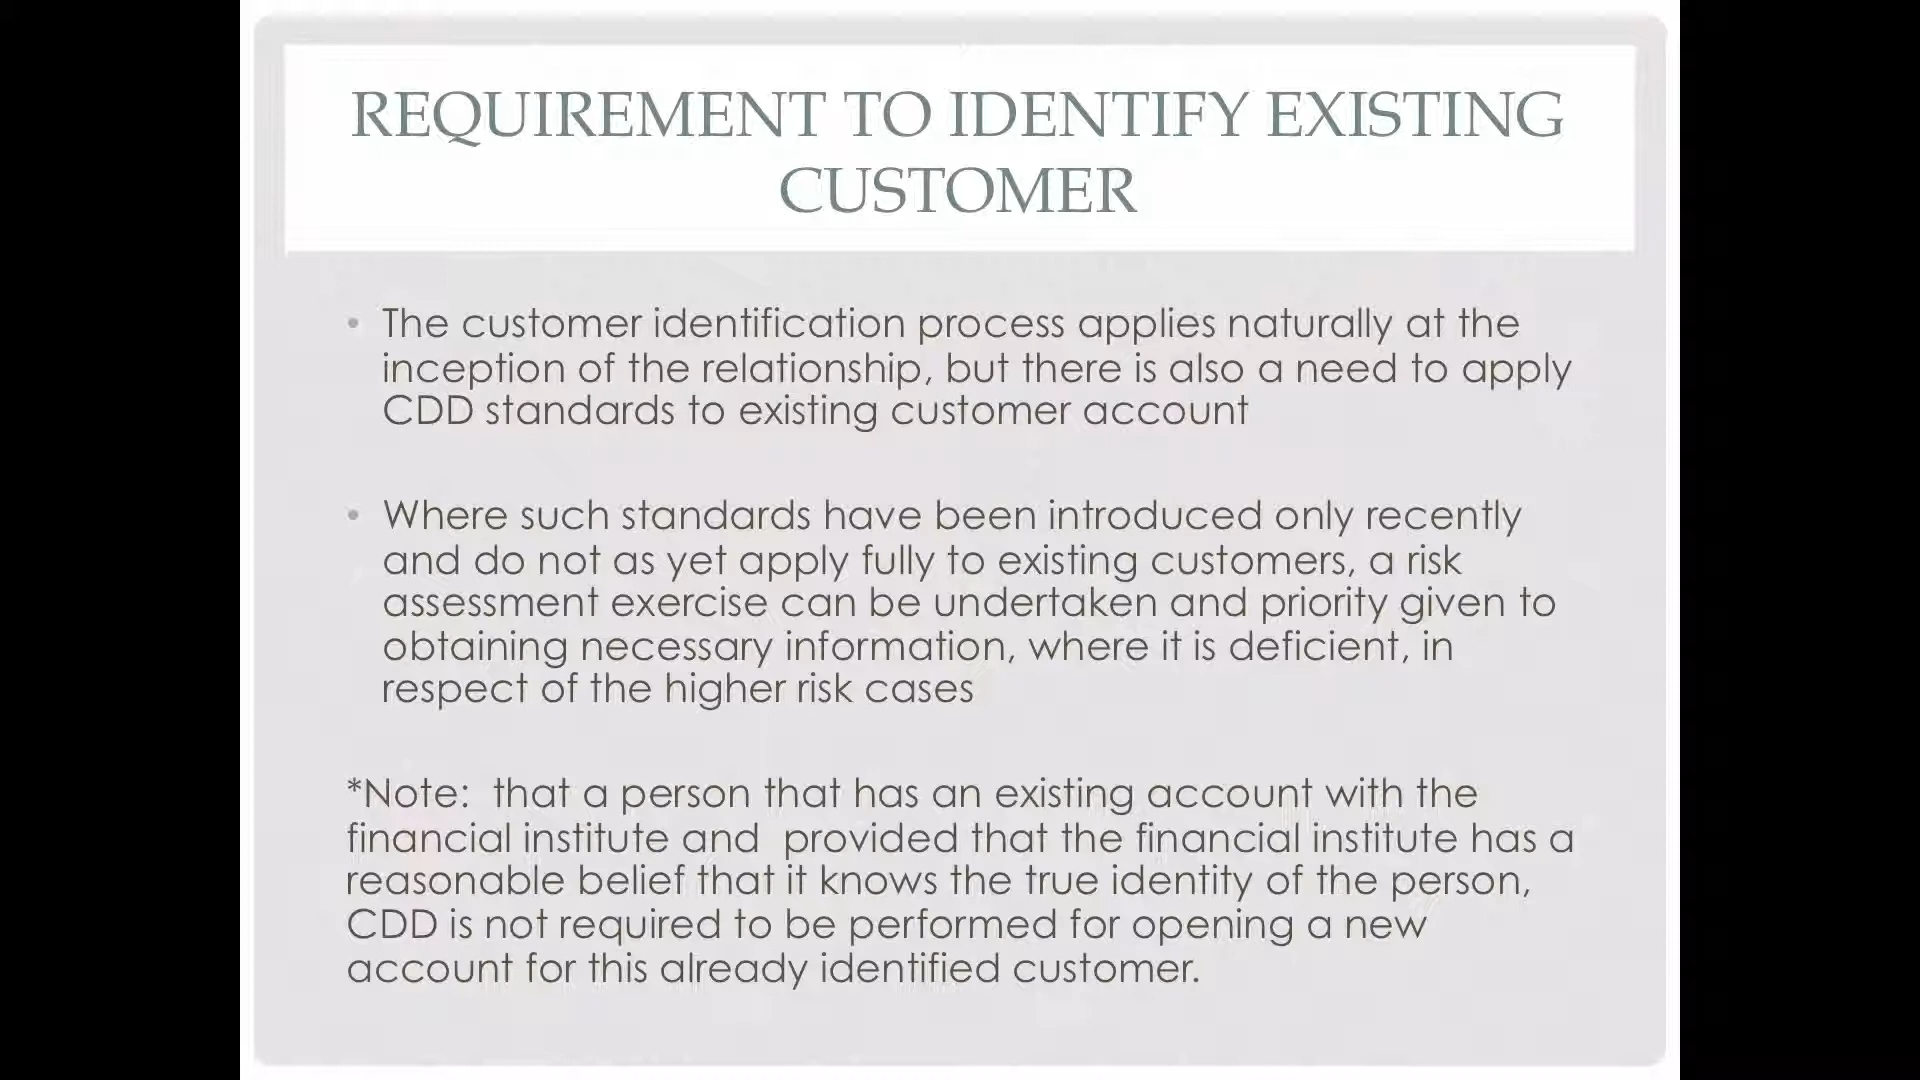 REQUIREMENT TO IDENTIFY EXISTING
CUSTOMER
• The customer identification process applies naturally at the
inception of the relationship, but there is also a need to apply
CDD standards to existing customer account
• Where such standards have been introduced only recently
and do not as yet apply fully to existing customers, a risk
assessment exercise can be undertaken and priority given to
obtaining necessary information, where it is deficient, in
respect of the higher risk cases
*Note:  that a person that has an existing account with the
financial institute and  provided that the financial institute has a
reasonable belief that it knows the true identity of the person,
CDD is not required to be performed for opening a new
account for this already identified customer.